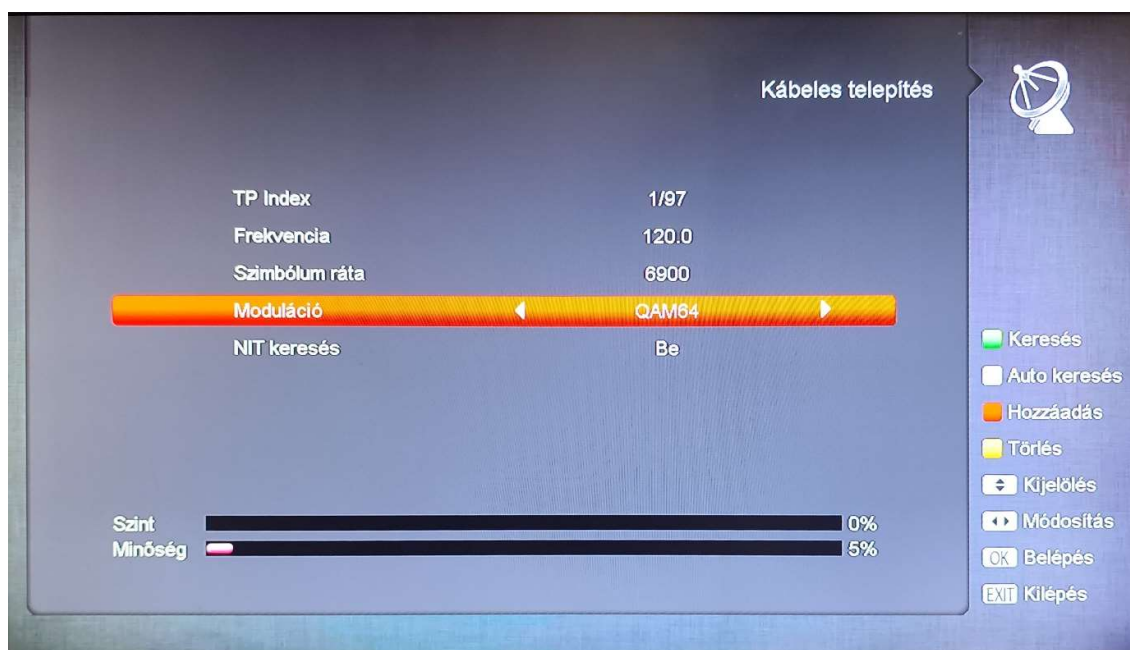 Kábeles telepítés
TP Index 1/97
Frekvencia 120.0
Szimbólum ráta 6900
Moduláció QAM64
NIT keresés Be
Szint 0%
Minőség 5%
Keresés
Auto keresés
Hozzáadás
Törlés
Kijelölés
Módosítás
OK Belépés
EXIT Kilépés